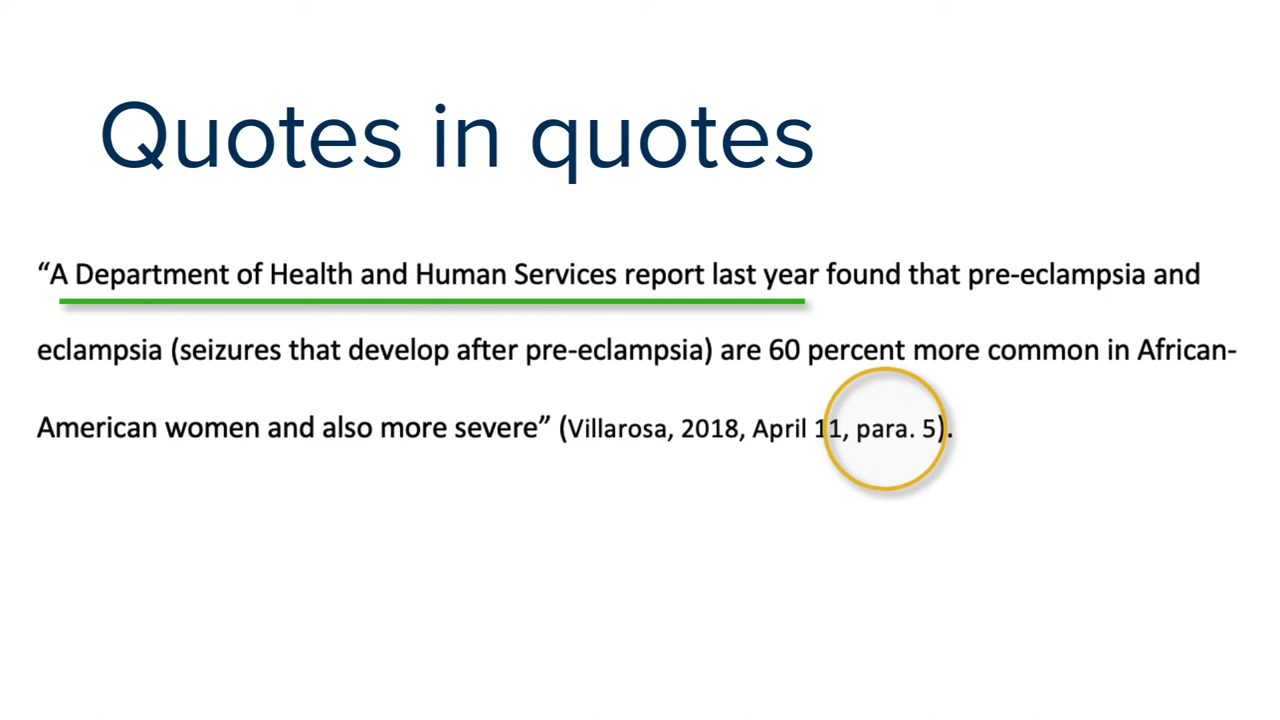 Quotes in quotes
“A Department of Health and Human Services report last year found that pre-eclampsia and
eclampsia (seizures that develop after pre-eclampsia) are 60 percent more common in African-
American women and also more severe” (Villarosa, 2018, April 11, para. 5).